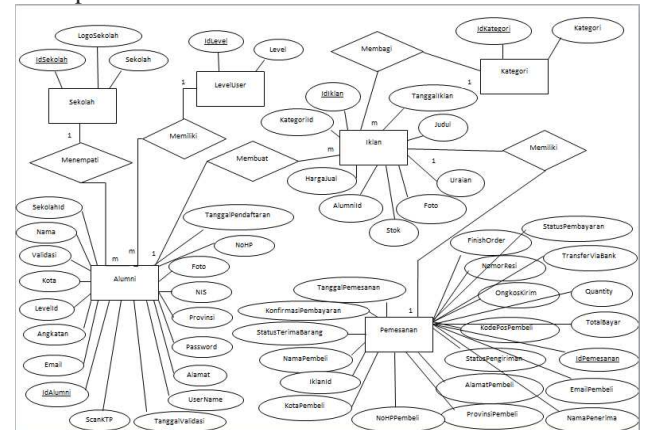 LogoSekolah
IdSekolah
Sekolah
Sekolah
1
Menempati
IdLevel
Level
LevelUser
1
Memiliki
Membagi
IdKategori
Kategori
Kategori
1
m
IdIklan
TanggalIklan
KategoriId
Judul
Iklan
m
HargaJual
1
Uraian
AlumniId
Foto
Stok
Membuat
Memiliki
SekolahId
Nama
Validasi
Kota
LevelId
Angkatan
Email
IdAlumni
ScanKTP
TanggalValidasi
m
m
1
Alumni
TanggalPendaftaran
NoHP
Foto
NIS
Provinsi
Password
Alamat
UserName
TanggalPemesanan
KonfirmasiPembayaran
StatusTerimaBarang
NamaPembeli
IklanId
KotaPembeli
NoHPPembeli
1
Pemesanan
FinishOrder
NomorResi
OngkosKirim
KodePosPembeli
StatusPengiriman
AlamatPembeli
ProvinsiPembeli
StatusPembayaran
TransferViaBank
Quantity
TotalBayar
IdPemesanan
EmailPembeli
NamaPenerima